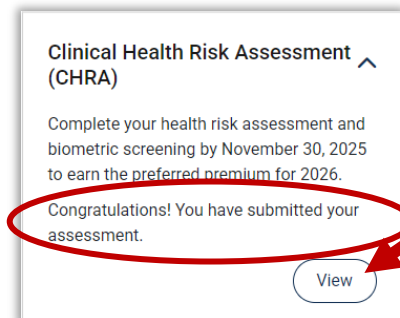 Clinical Health Risk Assessment
(CHRA)
Complete your health risk assessment and
biometric screening by November 30, 2025
to earn the preferred premium for 2026.
Congratulations! You have submitted your
assessment.
View